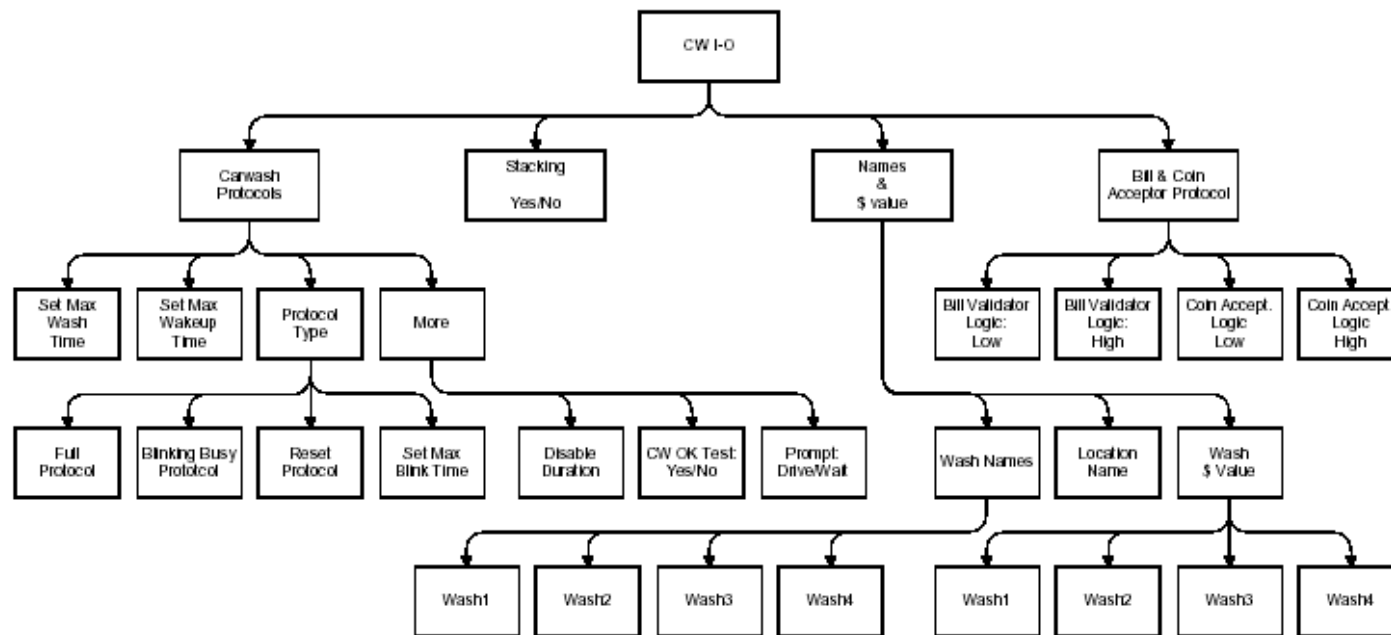 CW I-O
Carwash
Protocols
Stacking
Yes/No
Names
&
$ value
Bill & Coin
Acceptor Protocol
Set Max
Wash
Time
Set Max
Wakeup
Time
Protocol
Type
More
Bill Validator
Logic:
Low
Bill Validator
Logic:
High
Coin Accept.
Logic
Low
Coin Accept.
Logic
High
Full
Protocol
Blinking Busy
Prototcol
Reset
Protocol
Set Max
Blink Time
Disable
Duration
CW OK Test:
Yes/No
Prompt:
Drive/Wait
Wash Names
Location
Name
Wash
$ Value
Wash1
Wash2
Wash3
Wash4
Wash1
Wash2
Wash3
Wash4